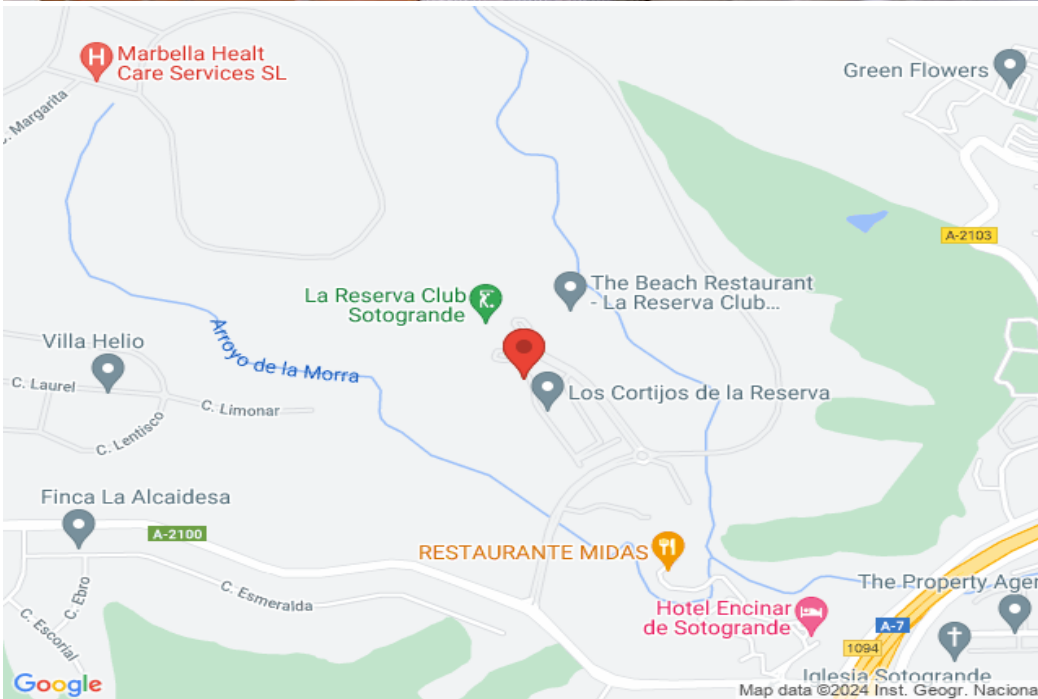 Marbella Healt
Care Services SL
C. Margarita
Green Flowers
A-2103
The Beach Restaurant
- La Reserva Club...
La Reserva Club
Sotogrande
Arroyo de la Morra
Villa Helio
C. Laurel
C. Limonar
C. Lentisco
Los Cortijos de la Reserva
Finca La Alcaidesa
A-2100
RESTAURANTE MIDAS
C. Ebro
C. Esmeralda
C. Escorial
The Property Agen
Hotel Encinar
de Sotogrande
A-7
1094
Iglesia Sotogrande
Google
Map data ©2024 Inst. Geogr. Naciona